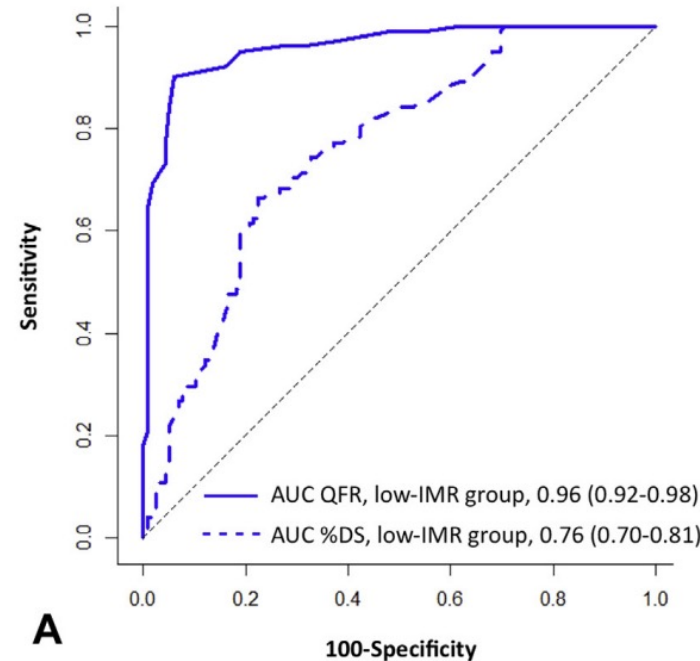 1.0
0.8
0.6
0.4
0.2
0.0
Sensitivity
AUC QFR, low-IMR group, 0.96 (0.92-0.98)
AUC %DS, low-IMR group, 0.76 (0.70-0.81)
0.0 0.2 0.4 0.6 0.8 1.0
A
100-Specificity